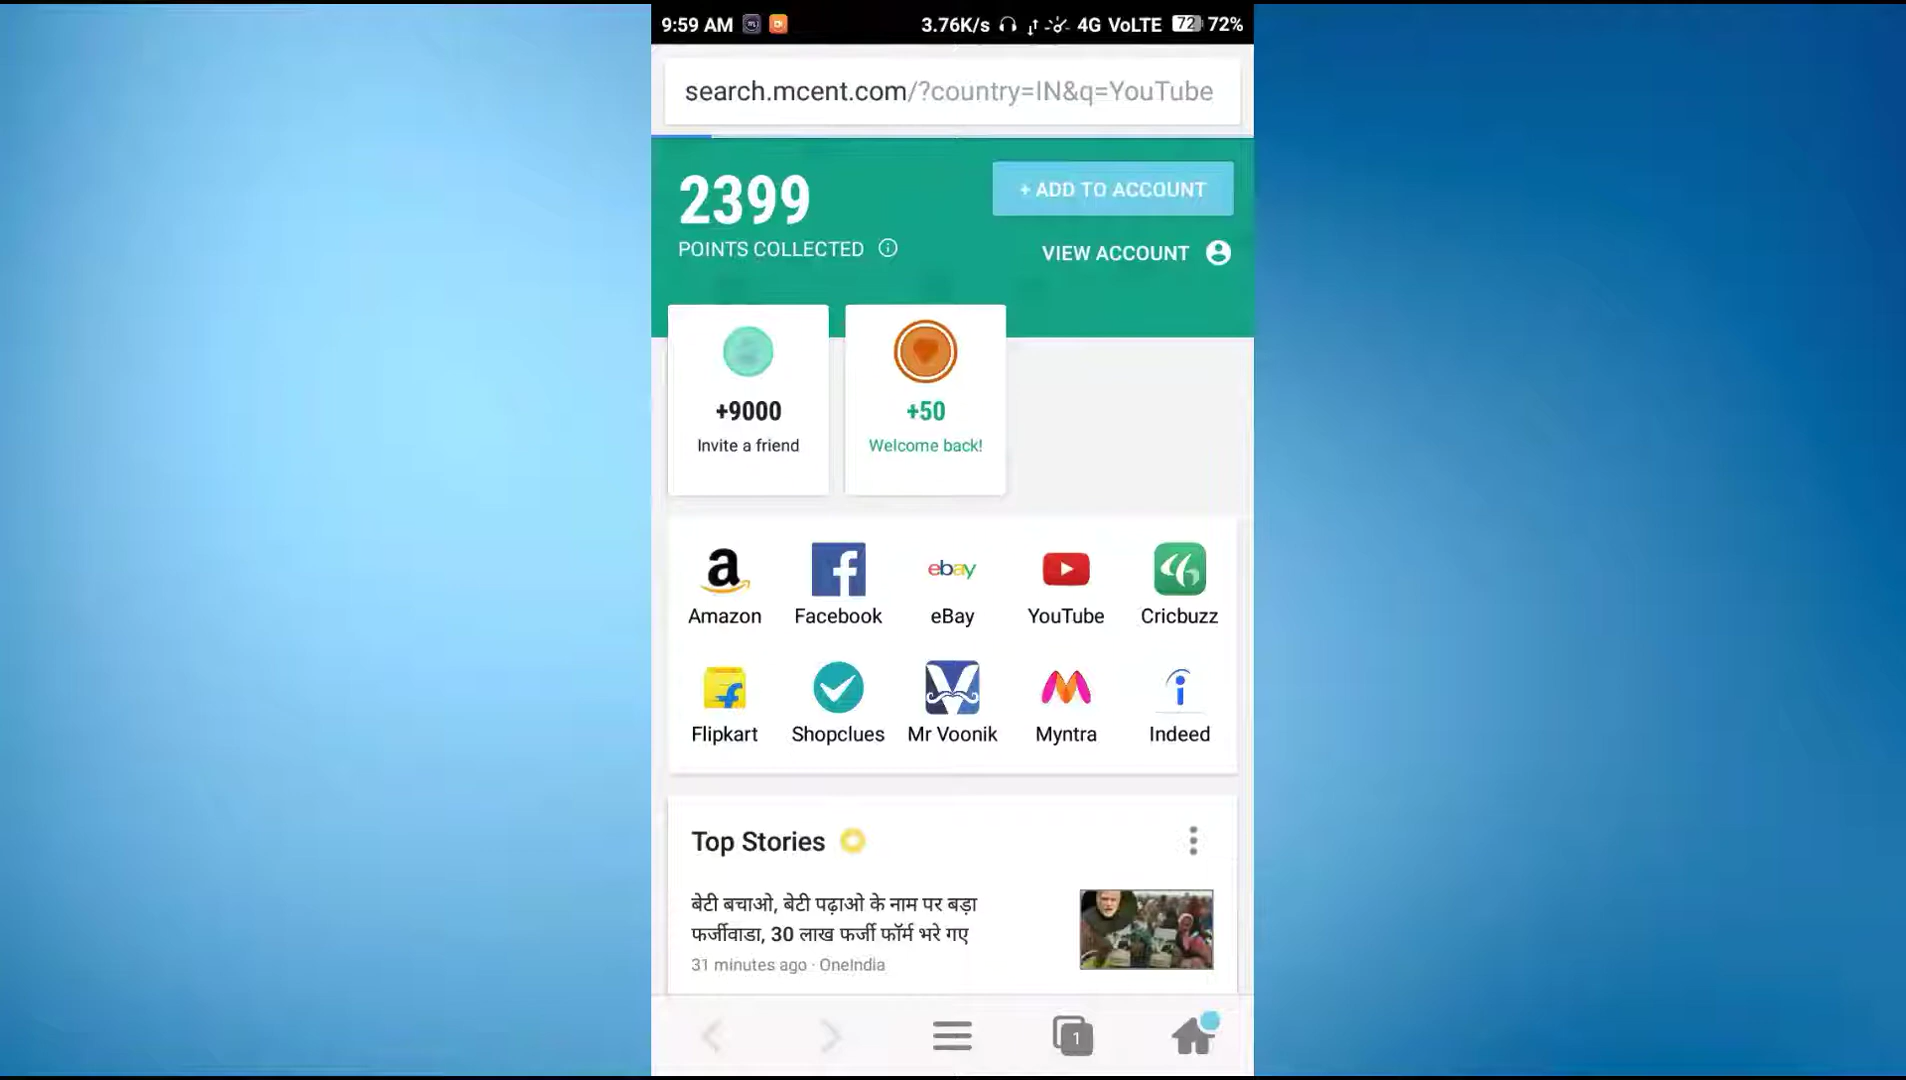 9:59 AM 3.76K/s 4G VoLTE 72 72%
search.mcent.com/?country=IN&q=YouTube
2399
+ ADD TO ACCOUNT
POINTS COLLECTED
VIEW ACCOUNT
+9000
Invite a friend
+50
Welcome back!
a
f
ebay
Amazon Facebook eBay YouTube Cricbuzz
Flipkart Shopclues Mr Voonik Myntra Indeed
Top Stories
बेटी बचाओ, बेटी पढ़ाओ के नाम पर बड़ा
फर्जीवाडा, 30 लाख फर्जी फॉर्म भरे गए
31 minutes ago · OneIndia
1